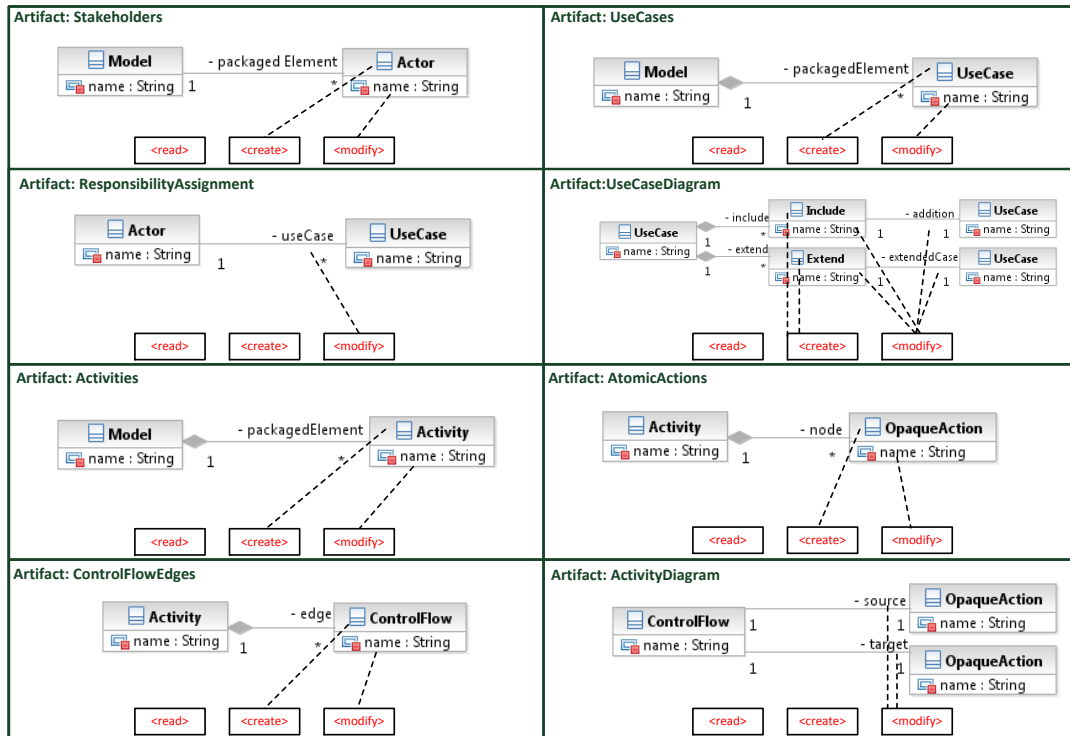 Artifact: Stakeholders
Model
name : String
1
- packaged Element
*
Actor
name : String
<read>
<create>
<modify>
Artifact: UseCases
Model
name : String
1
- packagedElement
*
UseCase
name : String
<read>
<create>
<modify>
Artifact: ResponsibilityAssignment
Actor
name : String
1
- useCase
*
UseCase
name : String
<read>
<create>
<modify>
Artifact:UseCaseDiagram
UseCase
name : String
1
- include
*
Include
name : String
1
- addition
1
UseCase
name : String
1
- extend
*
Extend
name : String
1
- extendedCase
1
UseCase
name : String
<read>
<create>
<modify>
Artifact: Activities
Model
name : String
1
- packagedElement
*
Activity
name : String
<read>
<create>
<modify>
Artifact: AtomicActions
Activity
name : String
1
- node
*
OpaqueAction
name : String
<read>
<create>
<modify>
Artifact: ControlFlowEdges
Activity
name : String
1
- edge
*
ControlFlow
name : String
<read>
<create>
<modify>
Artifact: ActivityDiagram
ControlFlow
name : String
1
- source
1
OpaqueAction
name : String
1
- target
1
OpaqueAction
name : String
<read>
<create>
<modify>